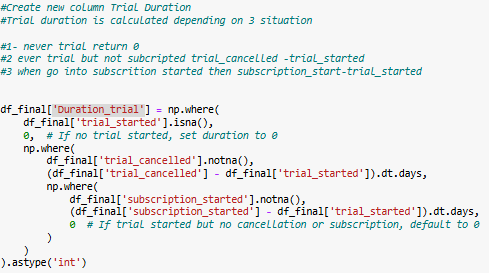 #Create new column Trial Duration
#Trial duration is calculated depending on 3 situation

#1- never trial return 0
#2 ever trial but not subcripted trial_cancelled -trial_started
#3 when go into subscrition started then subscription_start-trial_started

df_final['Duration_trial'] = np.where(
    df_final['trial_started'].isna(),
    0,  # If no trial started, set duration to 0
    np.where(
        df_final['trial_cancelled'].notna(),
        (df_final['trial_cancelled'] - df_final['trial_started']).dt.days,
        np.where(
            df_final['subscription_started'].notna(),
            (df_final['subscription_started'] - df_final['trial_started']).dt.days,
            0  # If trial started but no cancellation or subscription, default to 0
        )
    )
).astype('int')